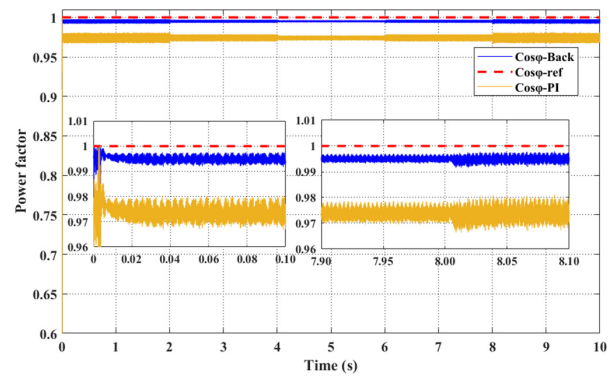 1
0.95
0.9
0.85
0.8
0.75
0.7
0.65
0.6
Power factor
0 1 2 3 4 5 6 7 8 9 10
Time (s)
Cosφ-Back
Cosφ-ref
Cosφ-PI
1.01
1
0.99
0.98
0.97
0.96
0 0.02 0.04 0.06 0.08 0.10
1.01
1
0.99
0.98
0.97
0.96
7.90 7.95 8.00 8.05 8.10